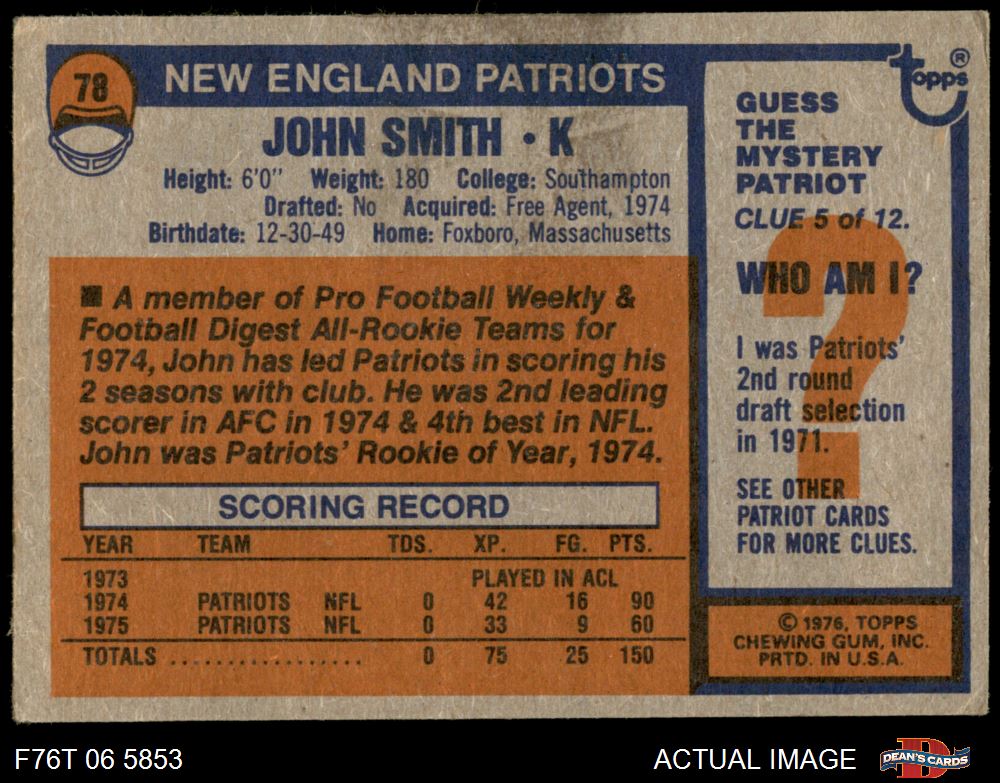 78
NEW ENGLAND PATRIOTS
JOHN SMITH • K
Height: 6'0" Weight: 180 College: Southampton
Drafted: No Acquired: Free Agent, 1974
Birthdate: 12-30-49 Home: Foxboro, Massachusetts
■ A member of Pro Football Weekly &
Football Digest All-Rookie Teams for
1974, John has led Patriots in scoring his
2 seasons with club. He was 2nd leading
scorer in AFC in 1974 & 4th best in NFL.
John was Patriots' Rookie of Year, 1974.
SCORING RECORD
YEAR TEAM TDS. XP. FG. PTS.
1973 PLAYED IN ACL
1974 PATRIOTS NFL 0 42 16 90
1975 PATRIOTS NFL 0 33 9 60
TOTALS .................. 0 75 25 150
topps®
GUESS
THE
MYSTERY
PATRIOT
CLUE 5 of 12.
WHO AM I?
I was Patriots'
2nd round
draft selection
in 1971.
SEE OTHER
PATRIOT CARDS
FOR MORE CLUES.
© 1976, TOPPS
CHEWING GUM, INC.
PRTD. IN U.S.A.
F76T 06 5853
ACTUAL IMAGE
DEAN'S CARDS